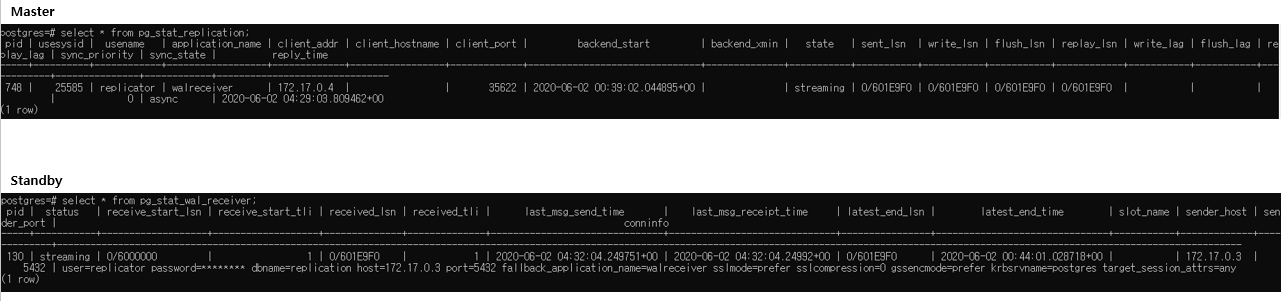 Master
postgres=# select * from pg_stat_replication;
 pid | usesysid |  usename   | application_name | client_addr | client_hostname | client_port |         backend_start         | backend_xmin |   state   | sent_lsn  | write_lsn | flush_lsn | replay_lsn | write_lag | flush_lag | re
play_lag | sync_priority | sync_state |          reply_time
-----+----------+------------+------------------+-------------+-----------------+-------------+-------------------------------+--------------+-----------+-----------+-----------+-----------+------------+-----------+-----------+---
---------+---------------+------------+-------------------------------
 748 |    25585 | replicator | walreceiver      | 172.17.0.4  |                 |       35622 | 2020-06-02 00:39:02.044895+00 |              | streaming | 0/601E9F0 | 0/601E9F0 | 0/601E9F0 | 0/601E9F0  |           |           |
         |             0 | async      | 2020-06-02 04:29:03.809462+00
(1 row)
Standby
postgres=# select * from pg_stat_wal_receiver;
 pid |  status   | receive_start_lsn | receive_start_tli | received_lsn | received_tli |      last_msg_send_time       |     last_msg_receipt_time     | latest_end_lsn |        latest_end_time        | slot_name | sender_host | sen
der_port |                                                                                          conninfo
-----+-----------+-------------------+-------------------+--------------+--------------+-------------------------------+-------------------------------+----------------+-------------------------------+-----------+-------------+----
---------+-----------------------------------------------------------------------------------------------------------------------------------------------------------------------------------------------------------
 130 | streaming | 0/6000000         |                 1 | 0/601E9F0    |            1 | 2020-06-02 04:32:04.249751+00 | 2020-06-02 04:32:04.24992+00  | 0/601E9F0      | 2020-06-02 00:44:01.028718+00 |           | 172.17.0.3  |
    5432 | user=replicator password=******** dbname=replication host=172.17.0.3 port=5432 fallback_application_name=walreceiver sslmode=prefer sslcompression=0 gssencmode=prefer krbsrvname=postgres target_session_attrs=any
(1 row)